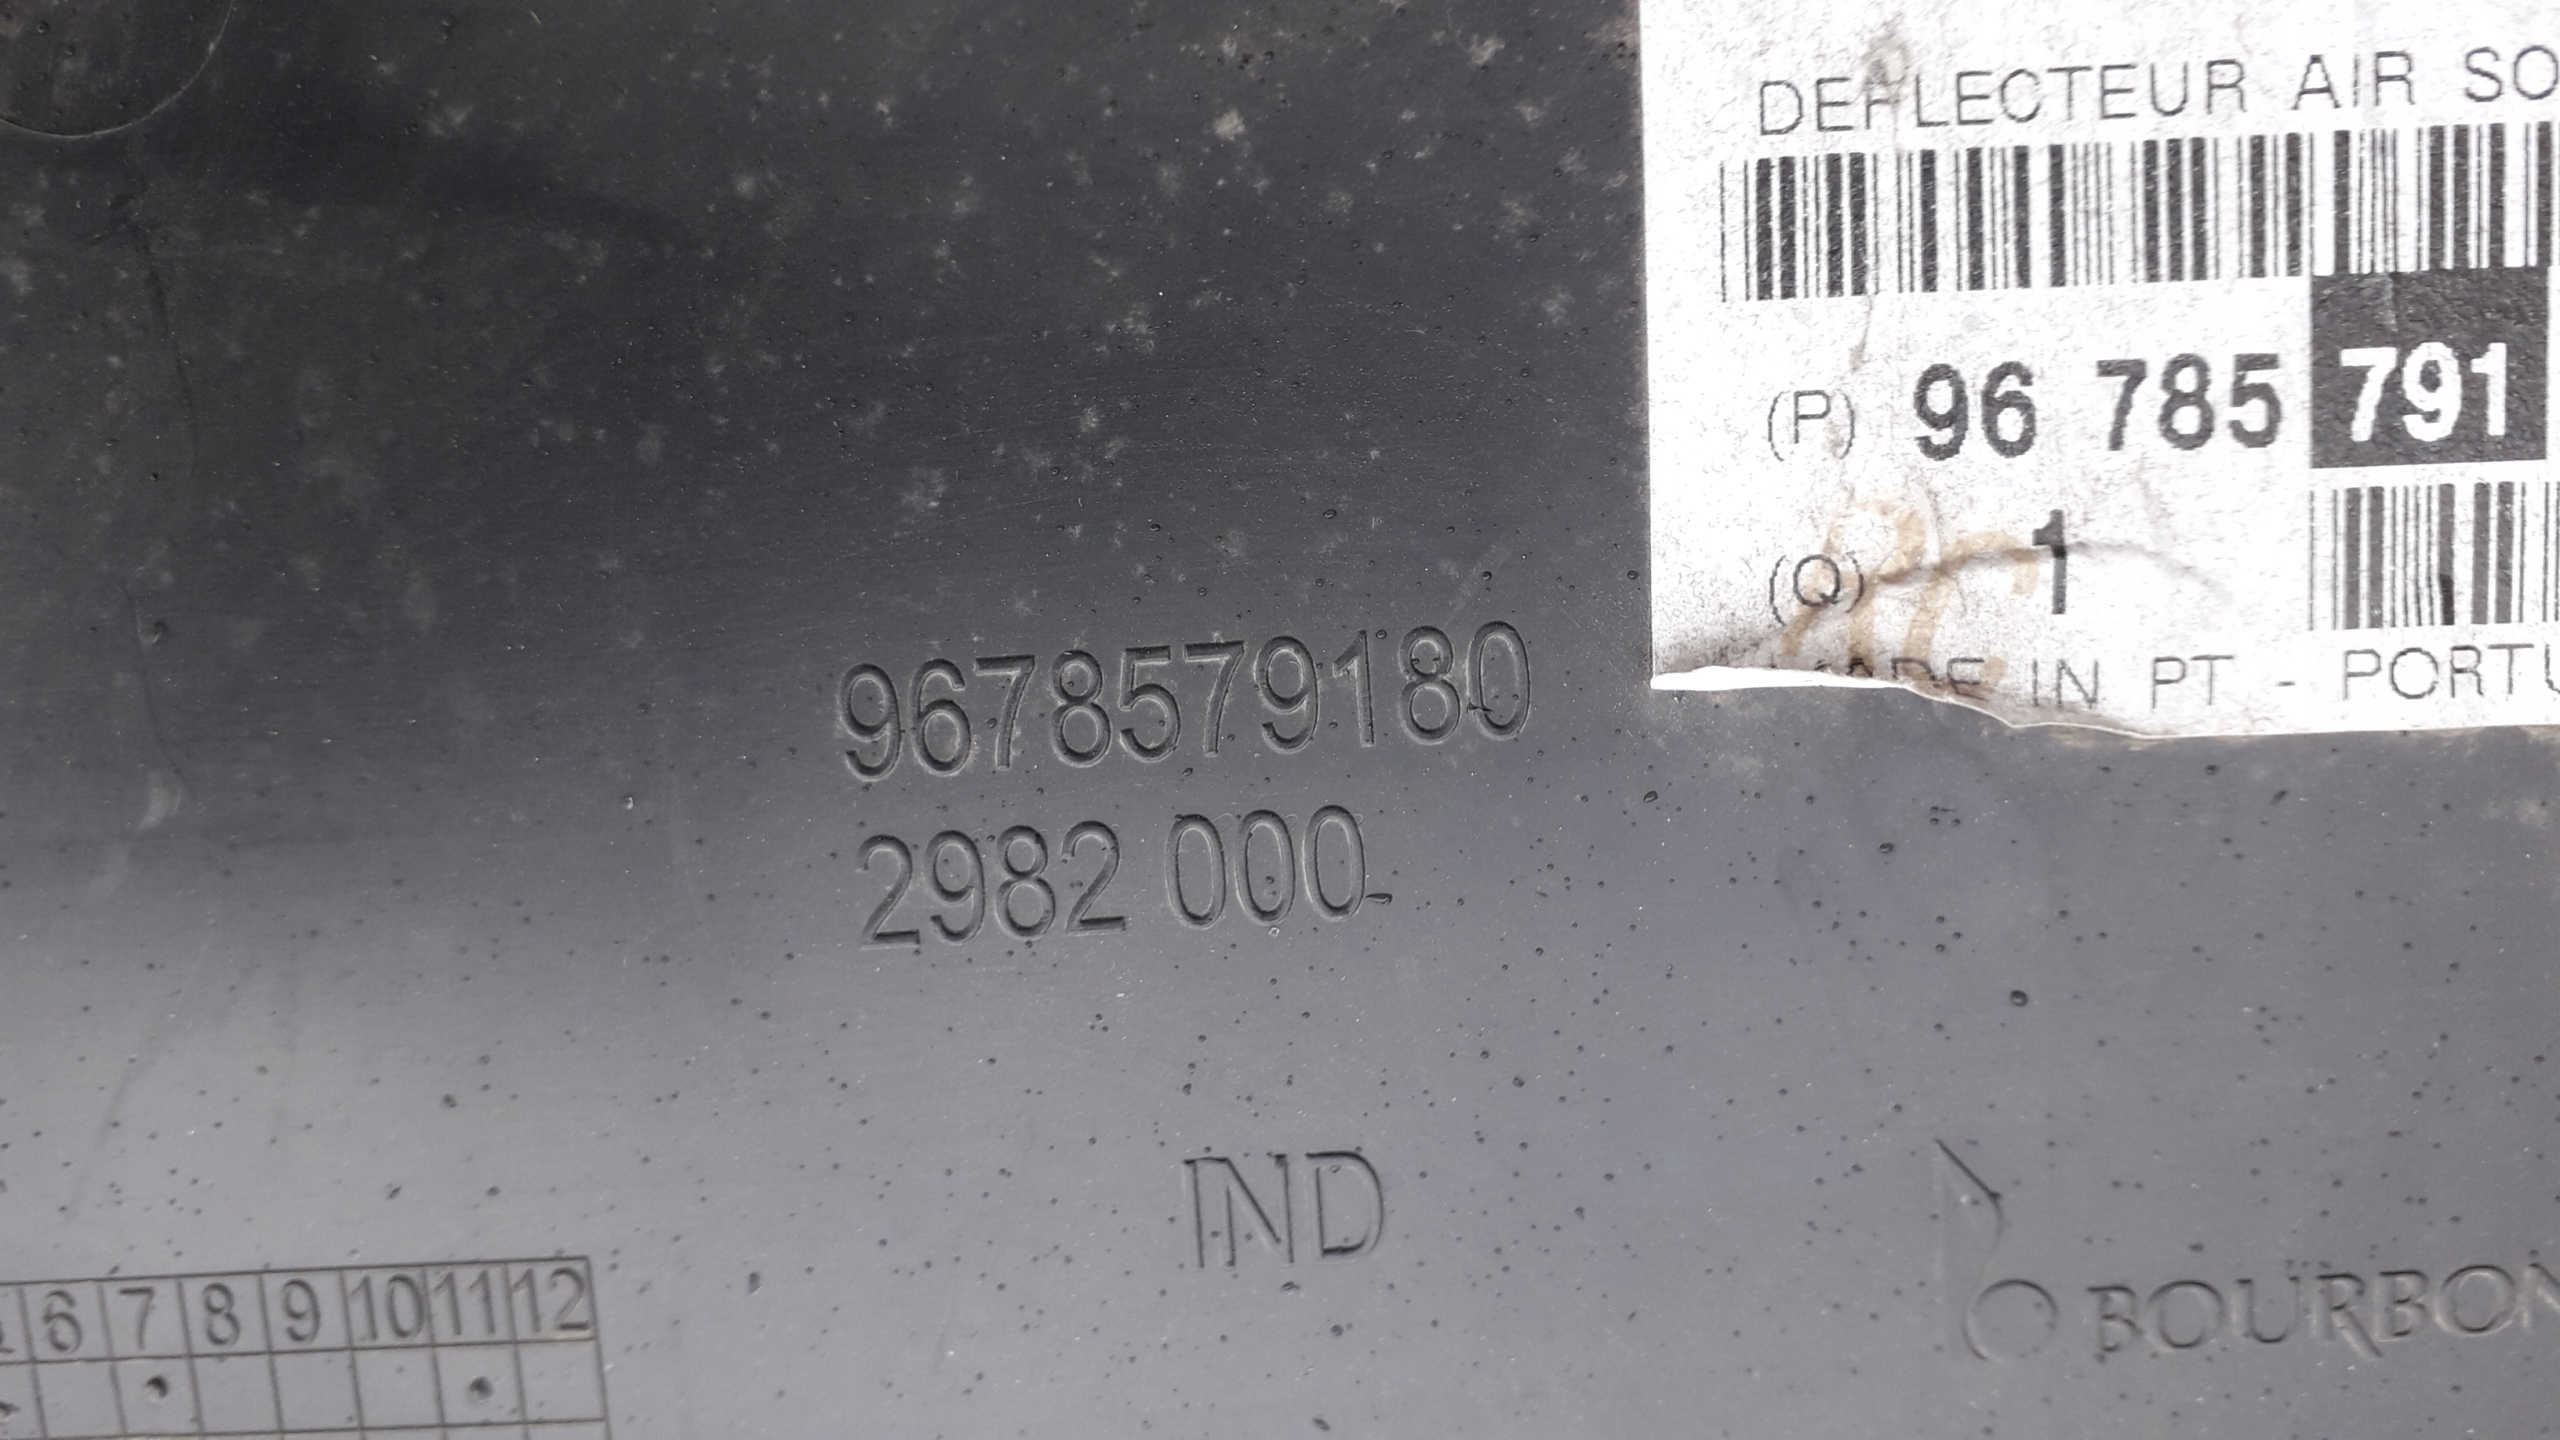 DEFLECTEUR AIR SO
(P) 96 785 791
(Q) 1
MADE IN PT - PORTU
9678579180
2982 000
IND
BOURBON
6 7 8 9 10 11 12